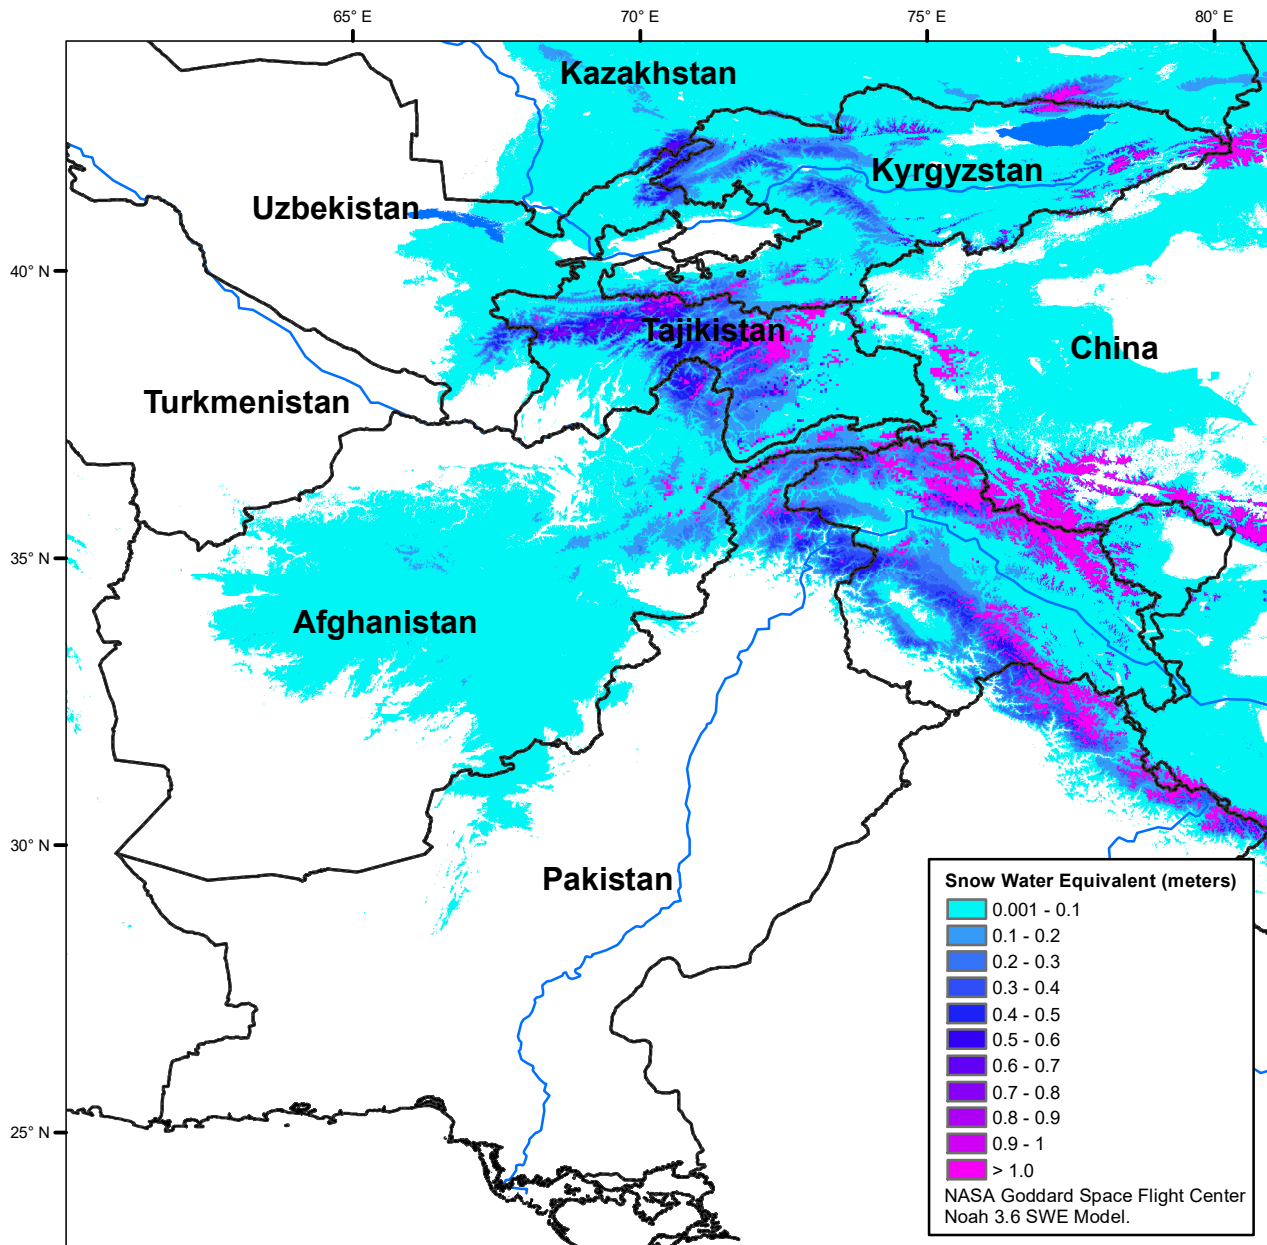 65° E
70° E
75° E
80° E
Kazakhstan
Kyrgyzstan
Uzbekistan
40° N
Tajikistan
China
Turkmenistan
35° N
Afghanistan
30° N
Pakistan
25° N
Snow Water Equivalent (meters)
0.001 - 0.1
0.1 - 0.2
0.2 - 0.3
0.3 - 0.4
0.4 - 0.5
0.5 - 0.6
0.6 - 0.7
0.7 - 0.8
0.8 - 0.9
0.9 - 1
> 1.0
NASA Goddard Space Flight Center
Noah 3.6 SWE Model.